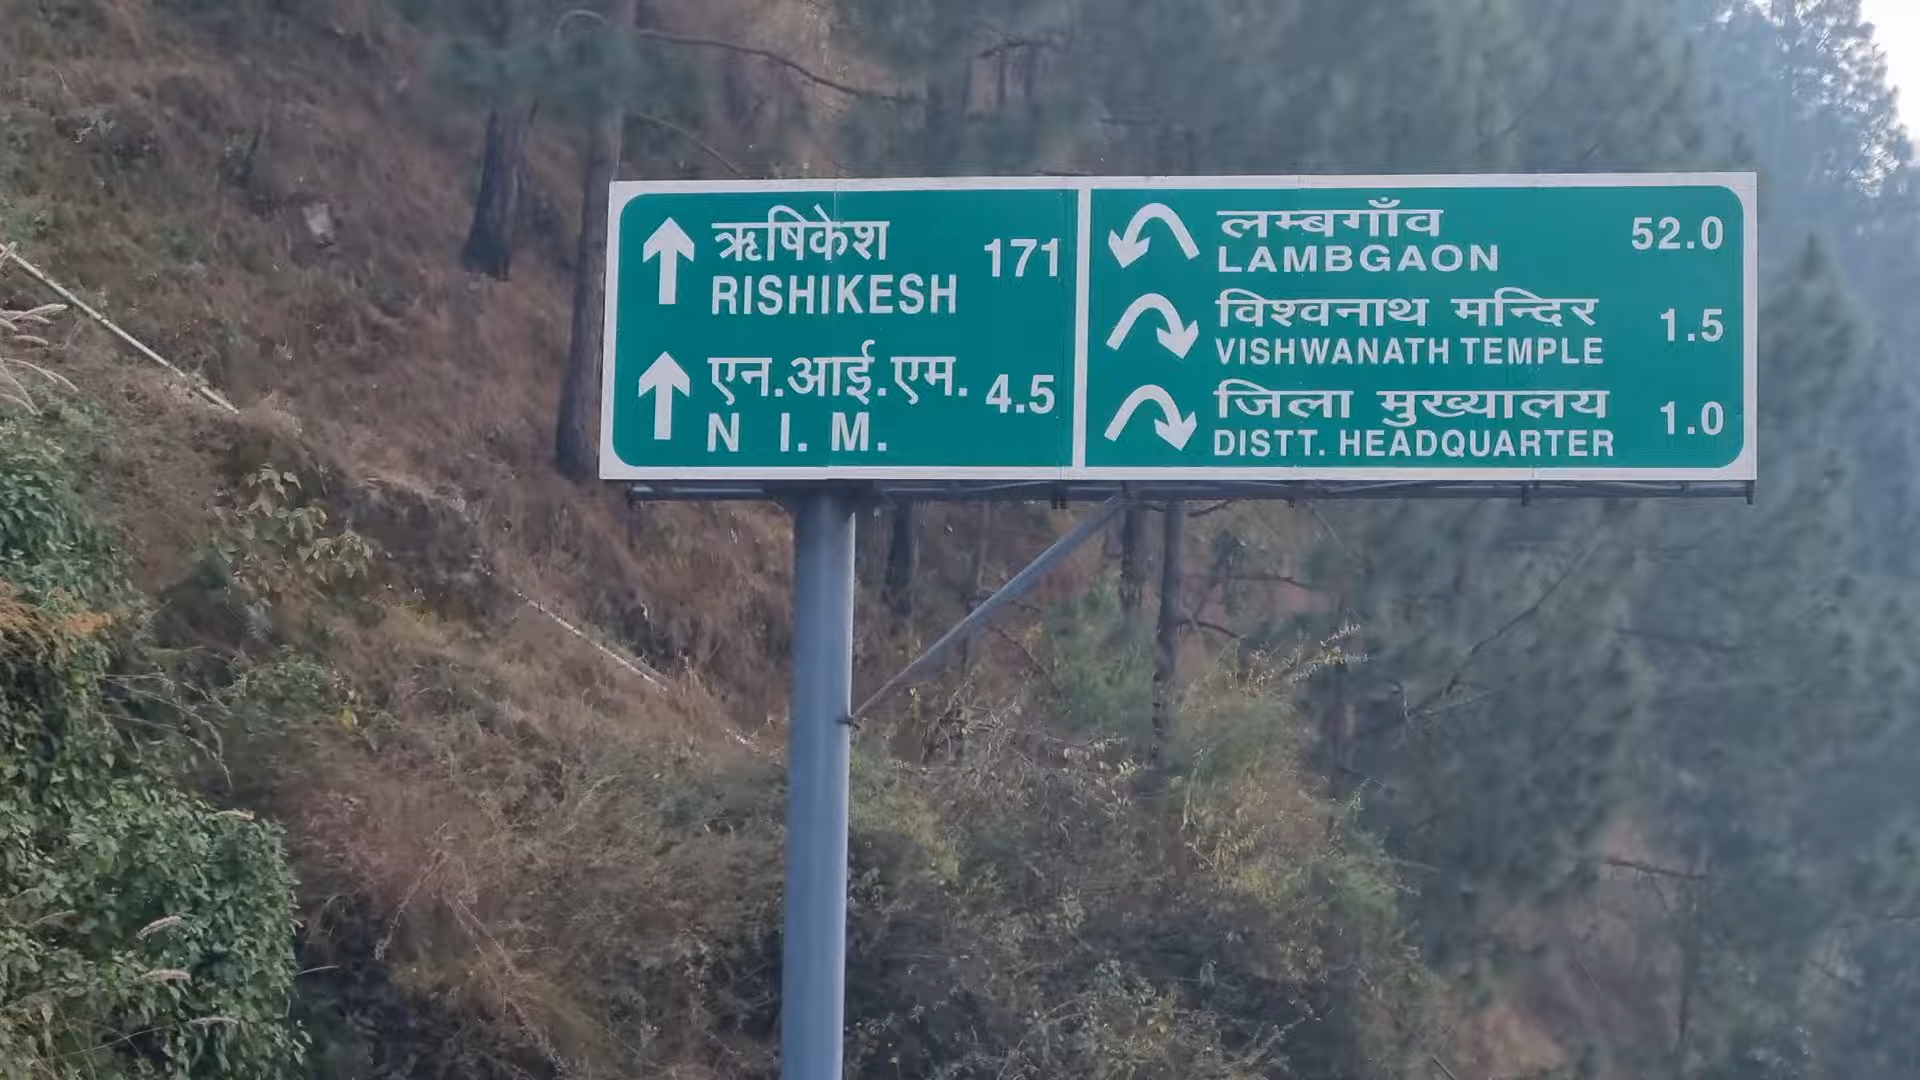 ऋषिकेश 171
RISHIKESH
एन.आई.एम. 4.5
N I. M.
लम्बगाँव 52.0
LAMBGAON
विश्वनाथ मन्दिर 1.5
VISHWANATH TEMPLE
जिला मुख्यालय 1.0
DISTT. HEADQUARTER